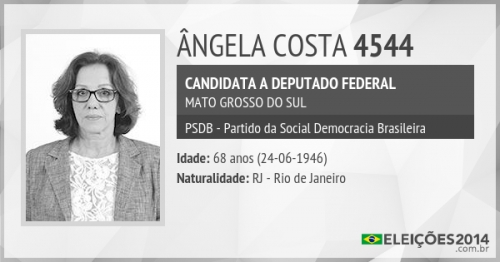 ÂNGELA COSTA 4544
CANDIDATA A DEPUTADO FEDERAL
MATO GROSSO DO SUL
PSDB - Partido da Social Democracia Brasileira
Idade: 68 anos (24-06-1946)
Naturalidade: RJ - Rio de Janeiro
ELEIÇÕES2014
.com.br